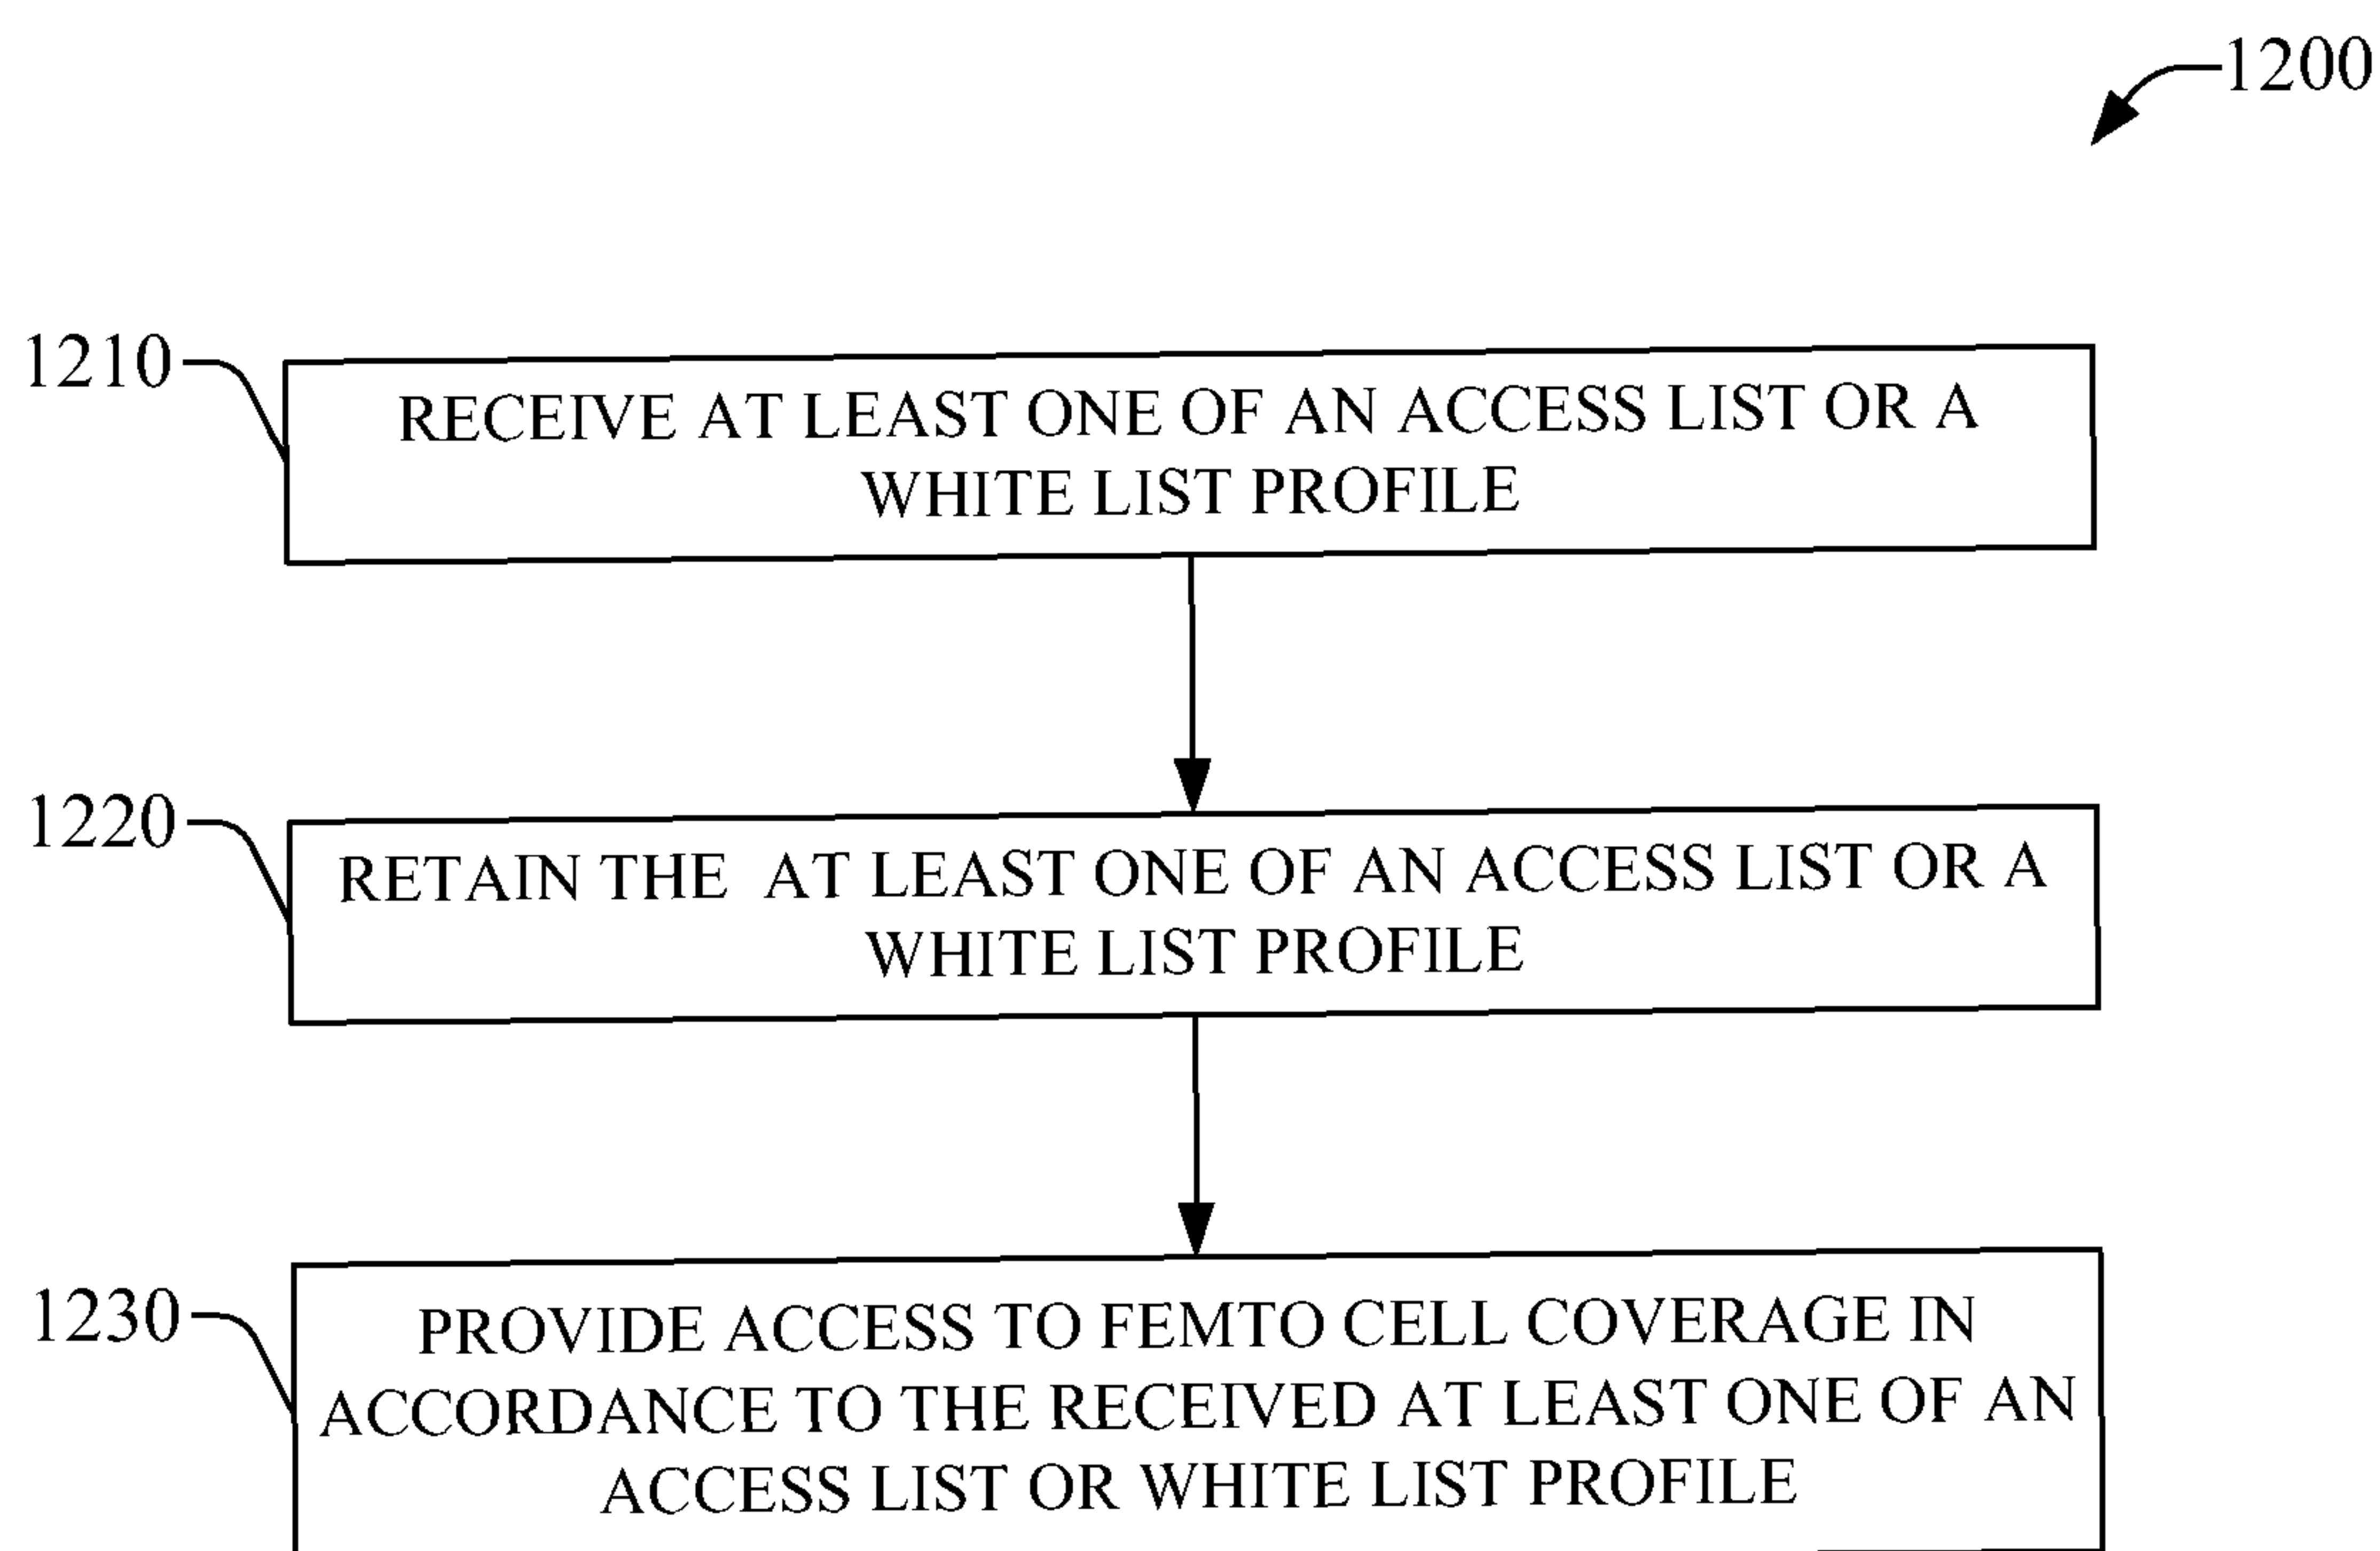 1200
1210
RECEIVE AT LEAST ONE OF AN ACCESS LIST OR A
WHITE LIST PROFILE
1220
RETAIN THE AT LEAST ONE OF AN ACCESS LIST OR A
WHITE LIST PROFILE
1230
PROVIDE ACCESS TO FEMTO CELL COVERAGE IN
ACCORDANCE TO THE RECEIVED AT LEAST ONE OF AN
ACCESS LIST OR WHITE LIST PROFILE